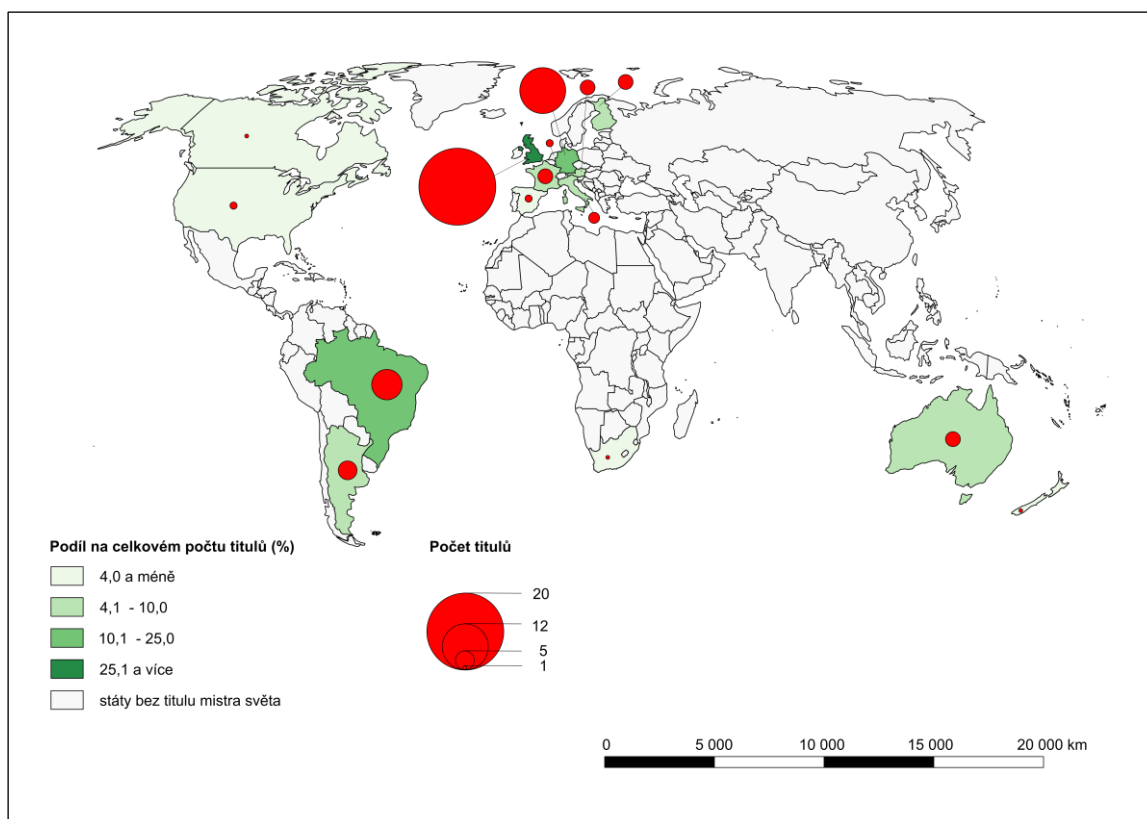 Podíl na celkovém počtu titulů (%)
4,0 a méně
4,1 - 10,0
10,1 - 25,0
25,1 a více
státy bez titulu mistra světa
Počet titulů
20
12
5
1
0 5 000 10 000 15 000 20 000 km